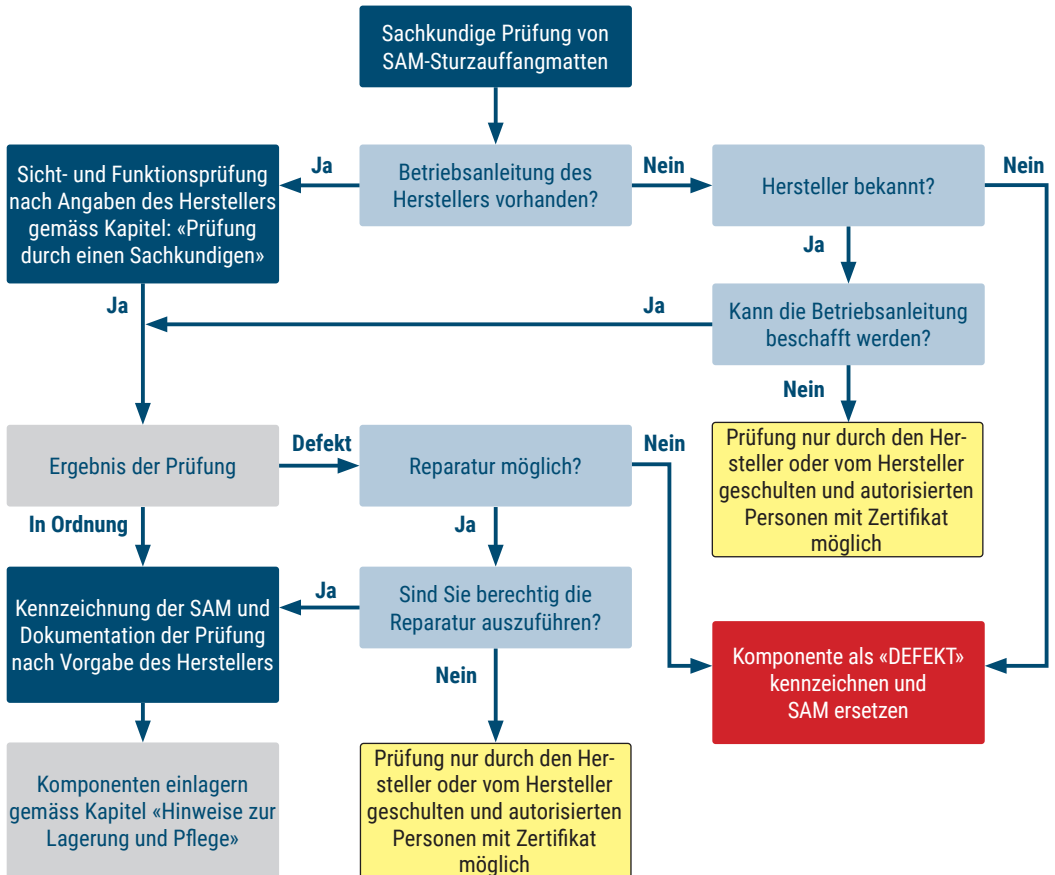 Sachkundige Prüfung von
SAM-Sturzauffangmatten
Ja
Nein
Nein
Sicht- und Funktionsprüfung
nach Angaben des Herstellers
gemäss Kapitel: «Prüfung
durch einen Sachkundigen»
Betriebsanleitung des
Herstellers vorhanden?
Hersteller bekannt?
Ja
Ja
Ja
Kann die Betriebsanleitung
beschafft werden?
Nein
Ergebnis der Prüfung
Defekt
Reparatur möglich?
Nein
Prüfung nur durch den Her-
steller oder vom Hersteller
geschulten und autorisierten
Personen mit Zertifikat
möglich
In Ordnung
Ja
Kennzeichnung der SAM und
Dokumentation der Prüfung
nach Vorgabe des Herstellers
Ja
Sind Sie berechtig die
Reparatur auszuführen?
Komponente als «DEFEKT»
kennzeichnen und
SAM ersetzen
Nein
Komponenten einlagern
gemäss Kapitel «Hinweise zur
Lagerung und Pflege»
Prüfung nur durch den Her-
steller oder vom Hersteller
geschulten und autorisierten
Personen mit Zertifikat
möglich